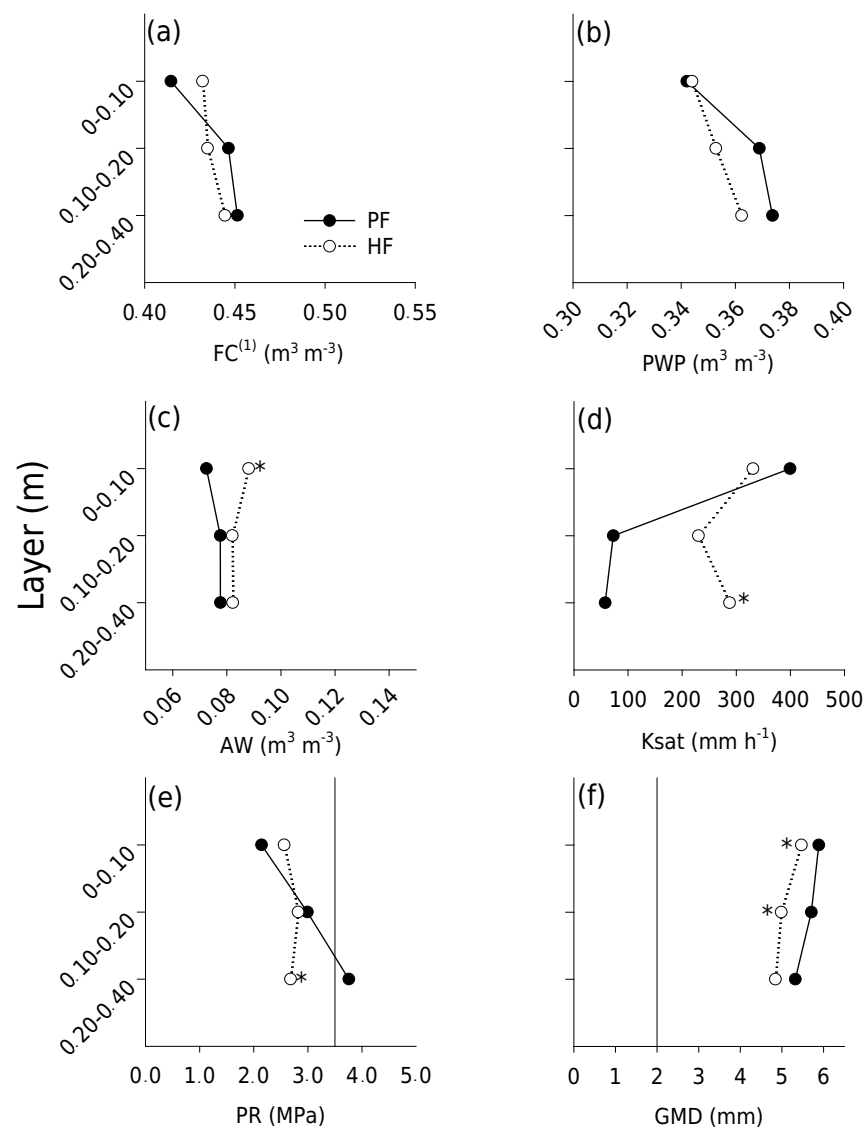 (a)
0-0.10
0.10-0.20
0.20-0.40
PF
HF
0.40 0.45 0.50 0.55
FC⁽¹⁾ (m³ m⁻³)
(b)
0.30 0.32 0.34 0.36 0.38 0.40
PWP (m³ m⁻³)
Layer (m)
(c)
*
0-0.10
0.10-0.20
0.20-0.40
0.06 0.08 0.10 0.12 0.14
AW (m³ m⁻³)
(d)
*
0 100 200 300 400 500
Ksat (mm h⁻¹)
(e)
0-0.10
0.10-0.20
0.20-0.40
*
0.0 1.0 2.0 3.0 4.0 5.0
PR (MPa)
(f)
*
*
0 1 2 3 4 5 6
GMD (mm)